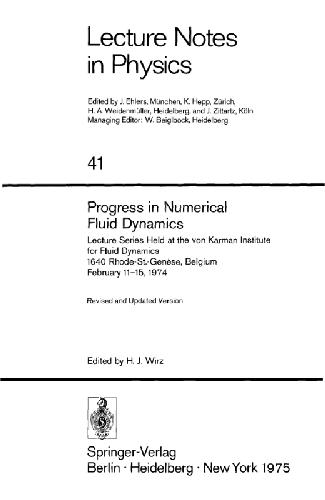 Lecture Notes
in Physics
Edited by J. Ehlers, München, K. Hepp, Zürich,
H. A. Weidenmüller, Heidelberg, and J. Zittartz, Köln
Managing Editor: W. Beiglböck, Heidelberg
41
Progress in Numerical
Fluid Dynamics
Lecture Series Held at the von Karman Institute
for Fluid Dynamics
1640 Rhode-St.-Genèse, Belgium
February 11–15, 1974
Revised and Updated Version
Edited by H. J. Wirz
Springer-Verlag
Berlin · Heidelberg · New York 1975